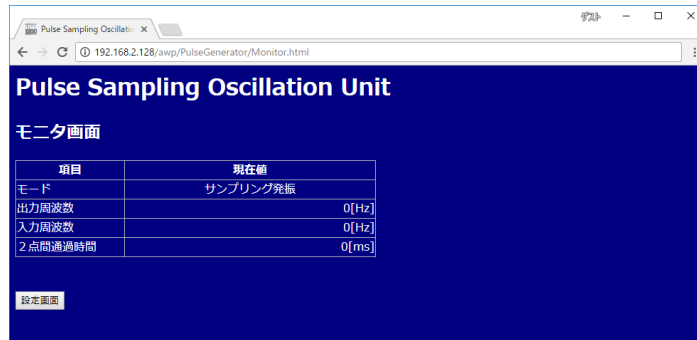 ゲスト
Pulse Sampling Oscillatio
192.168.2.128/awp/PulseGenerator/Monitor.html
Pulse Sampling Oscillation Unit
モニタ画面
項目 現在値
モード サンプリング発振
出力周波数 0[Hz]
入力周波数 0[Hz]
２点間通過時間 0[ms]
設定画面